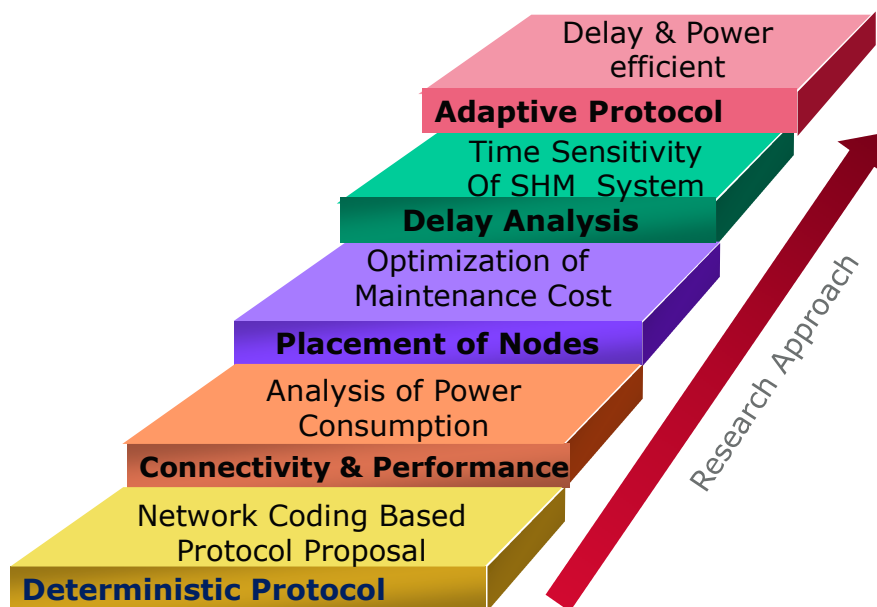 Delay & Power
efficient
Adaptive Protocol
Time Sensitivity
Of SHM System
Delay Analysis
Optimization of
Maintenance Cost
Placement of Nodes
Analysis of Power
Consumption
Connectivity & Performance
Network Coding Based
Protocol Proposal
Deterministic Protocol
Research Approach